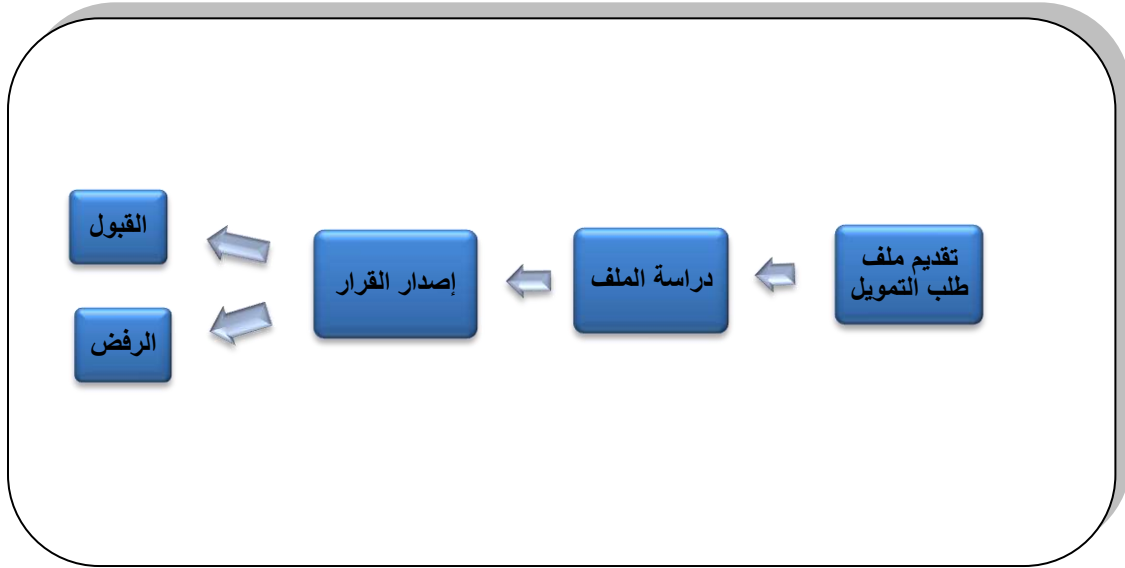 تقديم ملف
طلب التمويل
دراسة الملف
إصدار القرار
القبول
الرفض